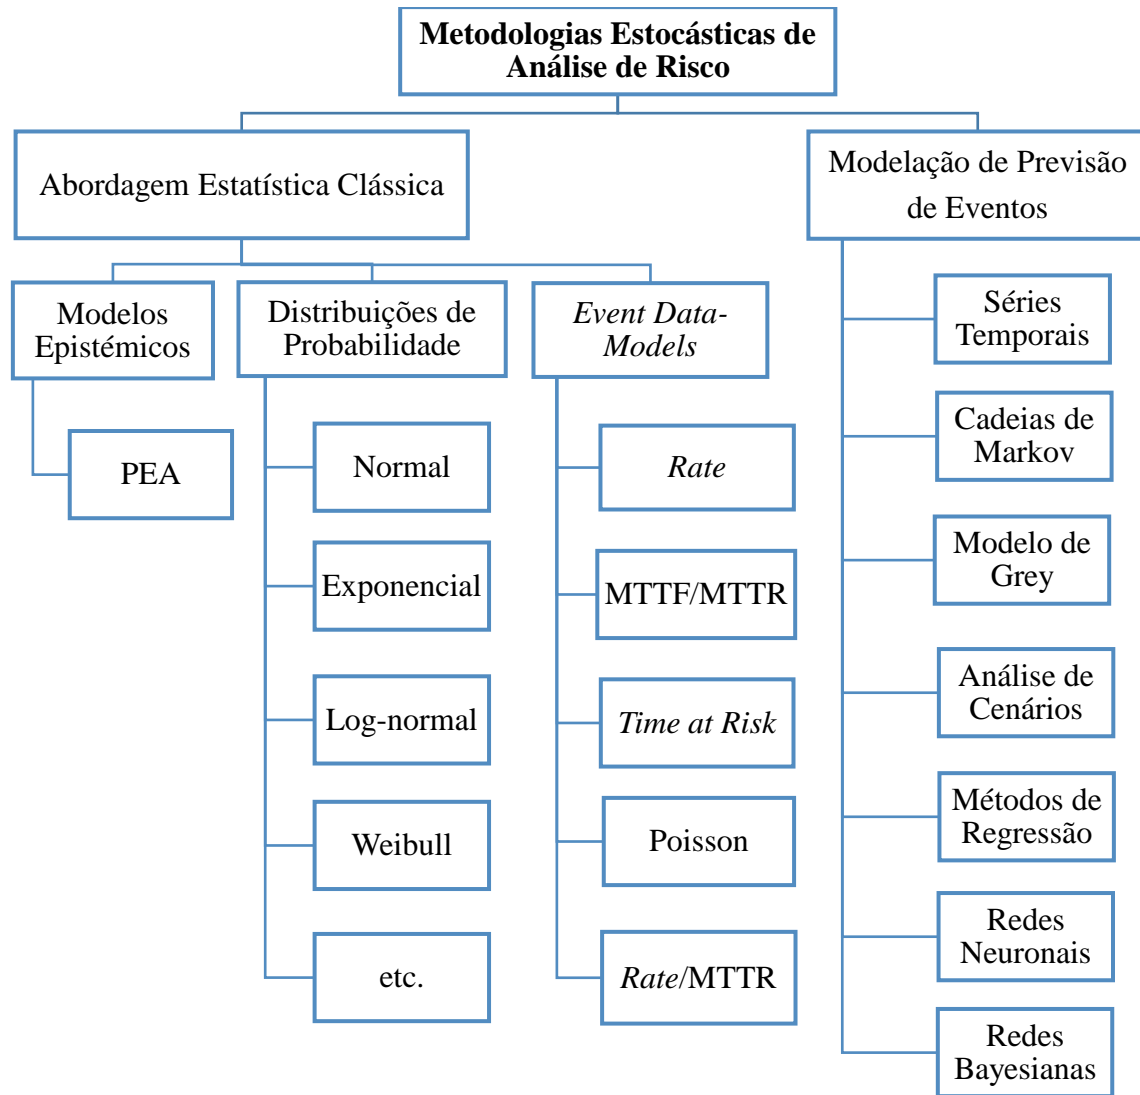 Metodologias Estocásticas de
Análise de Risco
Abordagem Estatística Clássica
Modelação de Previsão
de Eventos
Modelos
Epistémicos
PEA
Distribuições de
Probabilidade
Normal
Exponencial
Log-normal
Weibull
etc.
Event Data-
Models
Rate
MTTF/MTTR
Time at Risk
Poisson
Rate/MTTR
Séries
Temporais
Cadeias de
Markov
Modelo de
Grey
Análise de
Cenários
Métodos de
Regressão
Redes
Neuronais
Redes
Bayesianas